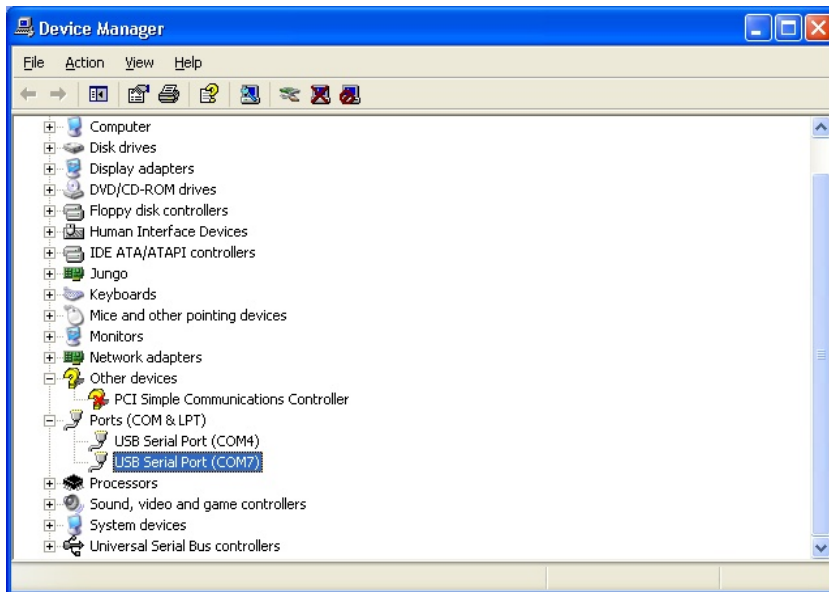 Device Manager
File Action View Help
Computer
Disk drives
Display adapters
DVD/CD-ROM drives
Floppy disk controllers
Human Interface Devices
IDE ATA/ATAPI controllers
Jungo
Keyboards
Mice and other pointing devices
Monitors
Network adapters
Other devices
PCI Simple Communications Controller
Ports (COM & LPT)
USB Serial Port (COM4)
USB Serial Port (COM7)
Processors
Sound, video and game controllers
System devices
Universal Serial Bus controllers